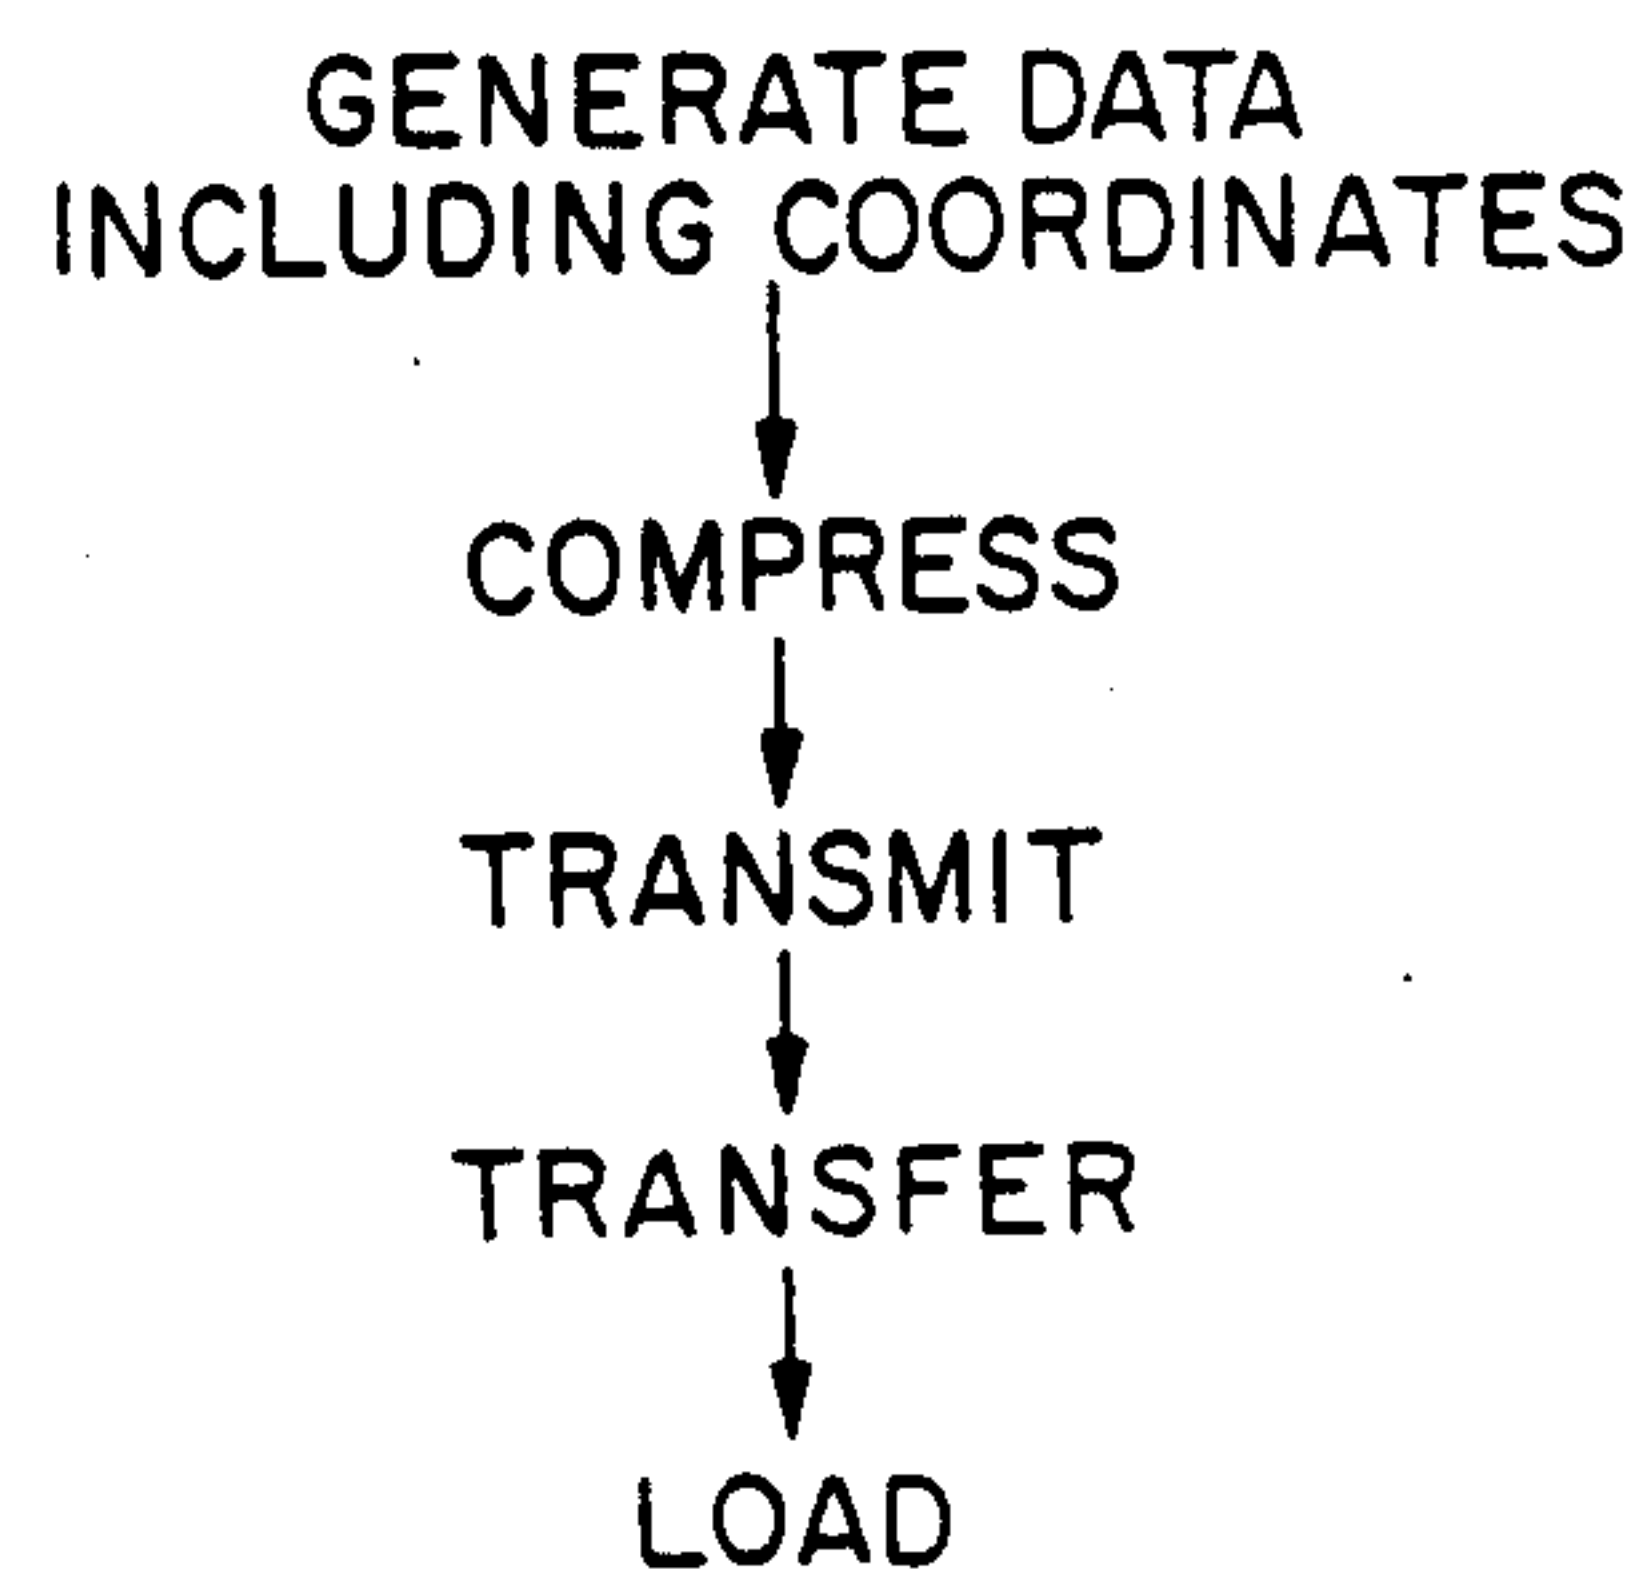 GENERATE DATA
INCLUDING COORDINATES
COMPRESS
TRANSMIT
TRANSFER
LOAD